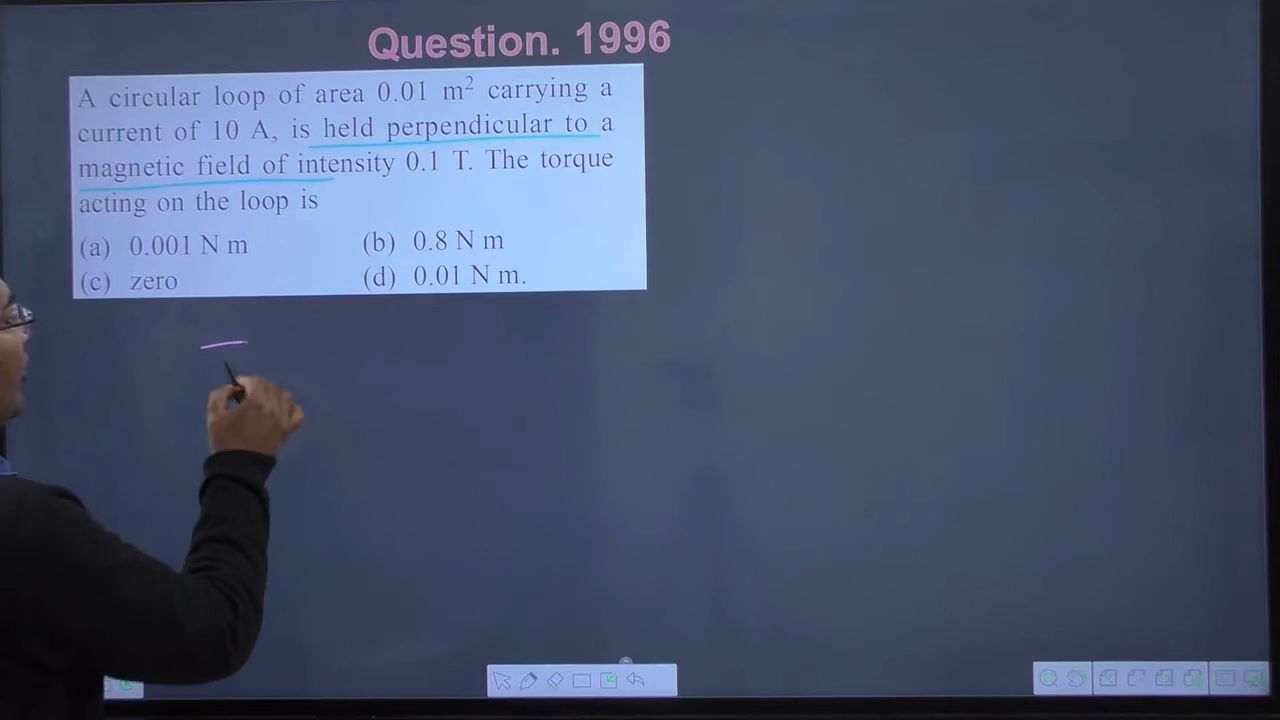 Question. 1996
A circular loop of area 0.01 m² carrying a
current of 10 A, is held perpendicular to a
magnetic field of intensity 0.1 T. The torque
acting on the loop is
(a) 0.001 N m (b) 0.8 N m
(c) zero (d) 0.01 N m.